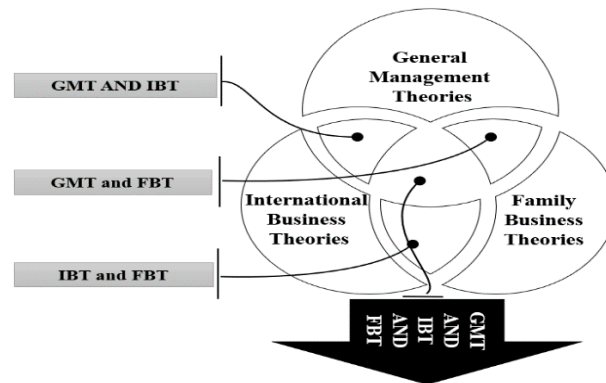 General
Management
Theories
GMT AND IBT
GMT and FBT
International
Business
Theories
Family
Business
Theories
IBT and FBT
GMT
AND
IBT
AND
FBT